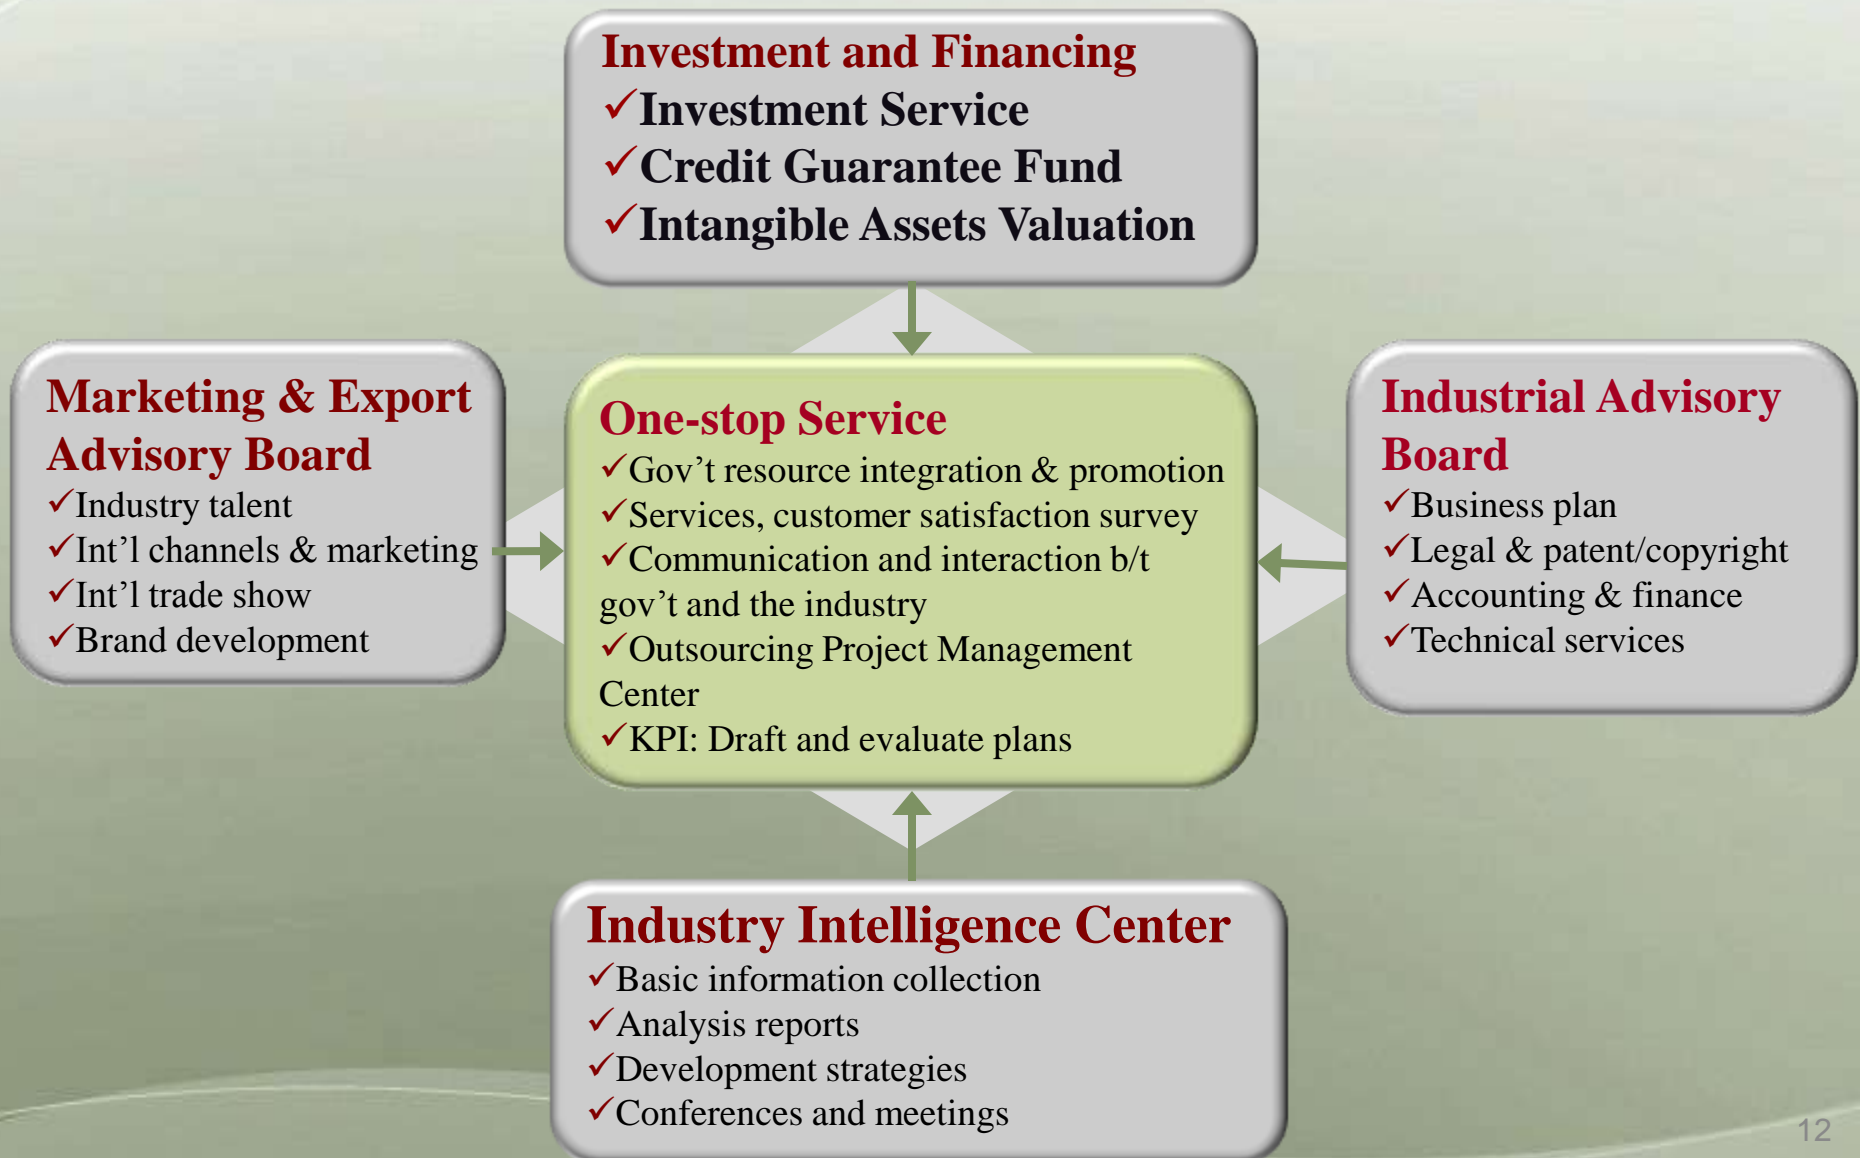 Investment and Financing
✓Investment Service
✓Credit Guarantee Fund
✓Intangible Assets Valuation
Marketing & Export
Advisory Board
✓Industry talent
✓Int’l channels & marketing
✓Int’l trade show
✓Brand development
One-stop Service
✓Gov’t resource integration & promotion
✓Services, customer satisfaction survey
✓Communication and interaction b/t
gov’t and the industry
✓Outsourcing Project Management
Center
✓KPI: Draft and evaluate plans
Industrial Advisory
Board
✓Business plan
✓Legal & patent/copyright
✓Accounting & finance
✓Technical services
Industry Intelligence Center
✓Basic information collection
✓Analysis reports
✓Development strategies
✓Conferences and meetings
12